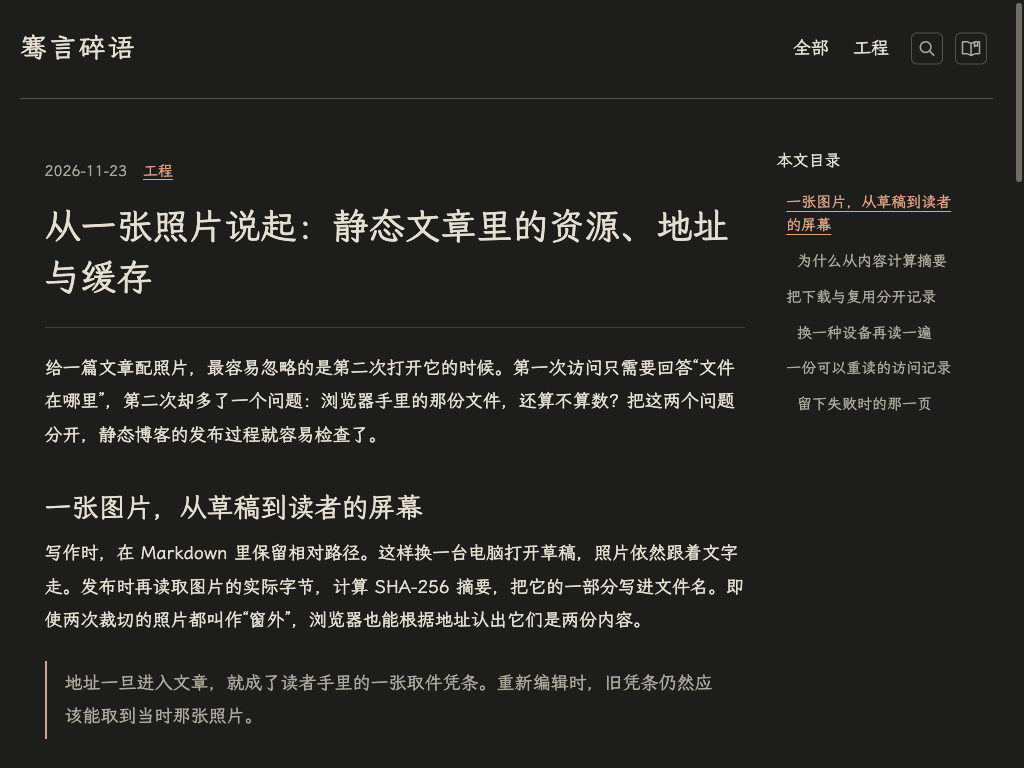 骞言碎语
全部 工程
2026-11-23 工程
从一张照片说起：静态文章里的资源、地址
与缓存
给一篇文章配照片，最容易忽略的是第二次打开它的时候。第一次访问只需要回答“文件
在哪里”，第二次却多了一个问题：浏览器手里的那份文件，还算不算数？把这两个问题
分开，静态博客的发布过程就容易检查了。
一张图片，从草稿到读者的屏幕
写作时，在 Markdown 里保留相对路径。这样换一台电脑打开草稿，照片依然跟着文字
走。发布时再读取图片的实际字节，计算 SHA-256 摘要，把它的一部分写进文件名。即
使两次裁切的照片都叫作“窗外”，浏览器也能根据地址认出它们是两份内容。
地址一旦进入文章，就成了读者手里的一张取件凭条。重新编辑时，旧凭条仍然应
该能取到当时那张照片。
本文目录
一张图片，从草稿到读者
的屏幕
为什么从内容计算摘要
把下载与复用分开记录
换一种设备再读一遍
一份可以重读的访问记录
留下失败时的那一页